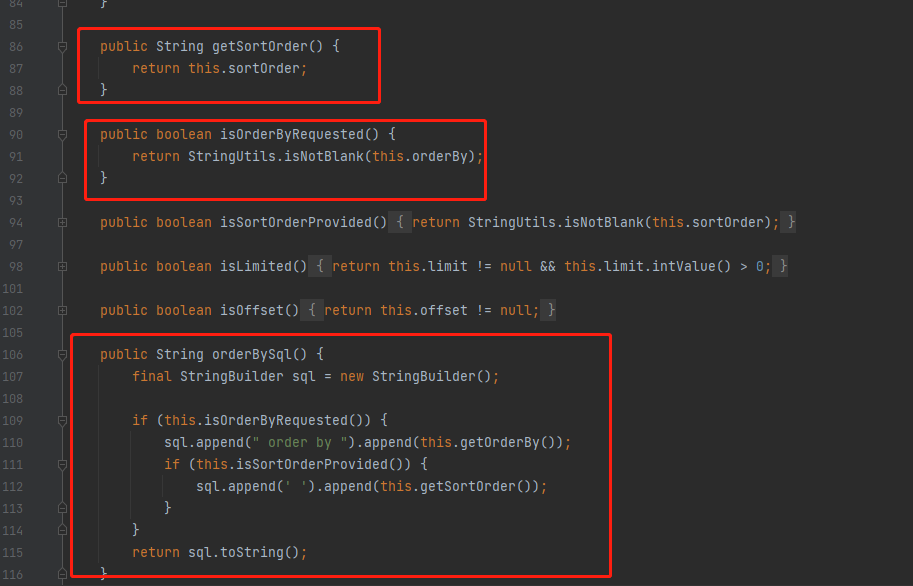 84 }
85
86 public String getSortOrder() {
87 return this.sortOrder;
88 }
89
90 public boolean isOrderByRequested() {
91 return StringUtils.isNotBlank(this.orderBy);
92 }
93
94 public boolean isSortOrderProvided() { return StringUtils.isNotBlank(this.sortOrder); }
97
98 public boolean isLimited() { return this.limit != null && this.limit.intValue() > 0; }
101
102 public boolean isOffset() { return this.offset != null; }
105
106 public String orderBySql() {
107 final StringBuilder sql = new StringBuilder();
108
109 if (this.isOrderByRequested()) {
110 sql.append(" order by ").append(this.getOrderBy());
111 if (this.isSortOrderProvided()) {
112 sql.append(' ').append(this.getSortOrder());
113 }
114 }
115 return sql.toString();
116 }